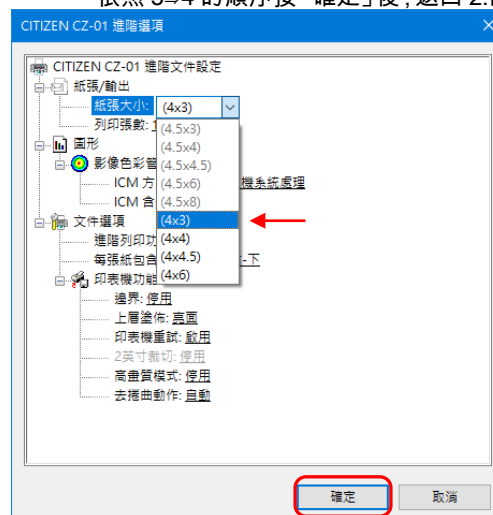 依照 3⇒4 的順序按 「確定」後, 返回 2.
CITIZEN CZ-01 進階選項
CITIZEN CZ-01 進階文件設定
紙張/輸出
紙張大小: (4x3)
列印張數:
(4.5x3)
圖形
(4.5x4)
影像色彩管
(4.5x4.5)
ICM 方
(4.5x6)
機系統處理
ICM 含
(4.5x8)
文件選項
(4x3)
進階列印功
(4x4)
每張紙包含
(4x4.5)
-下
印表機功能
(4x6)
邊界: 停用
上層塗佈: 亮面
印表機重試: 啟用
2英寸裁切: 停用
高畫質模式: 停用
去捲曲動作: 自動
確定
取消